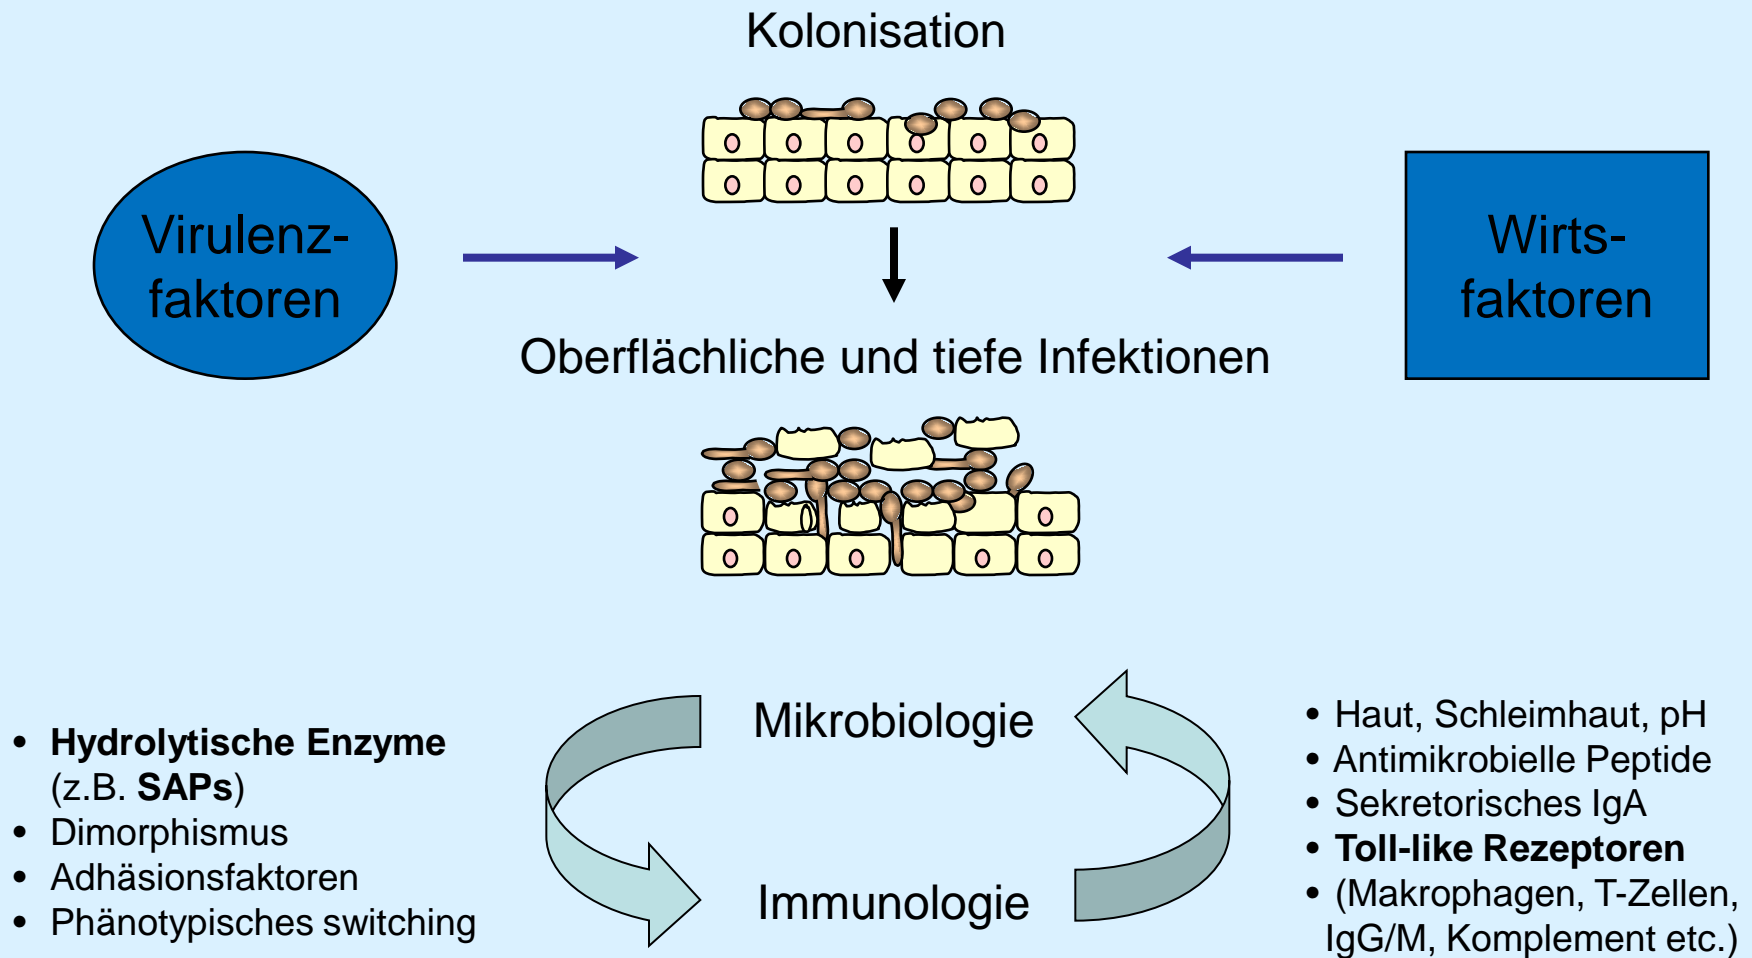 Kolonisation
Virulenz-
faktoren
Wirts-
faktoren
Oberflächliche und tiefe Infektionen
Mikrobiologie
Immunologie
• Hydrolytische Enzyme
(z.B. SAPs)
• Dimorphismus
• Adhäsionsfaktoren
• Phänotypisches switching
• Haut, Schleimhaut, pH
• Antimikrobielle Peptide
• Sekretorisches IgA
• Toll-like Rezeptoren
• (Makrophagen, T-Zellen,
IgG/M, Komplement etc.)